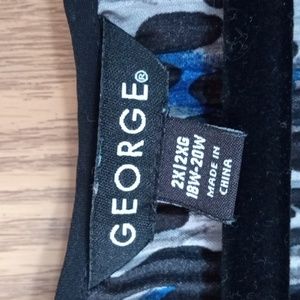 GEORGE®
2X|2XG
18W-20W
MADE IN
CHINA